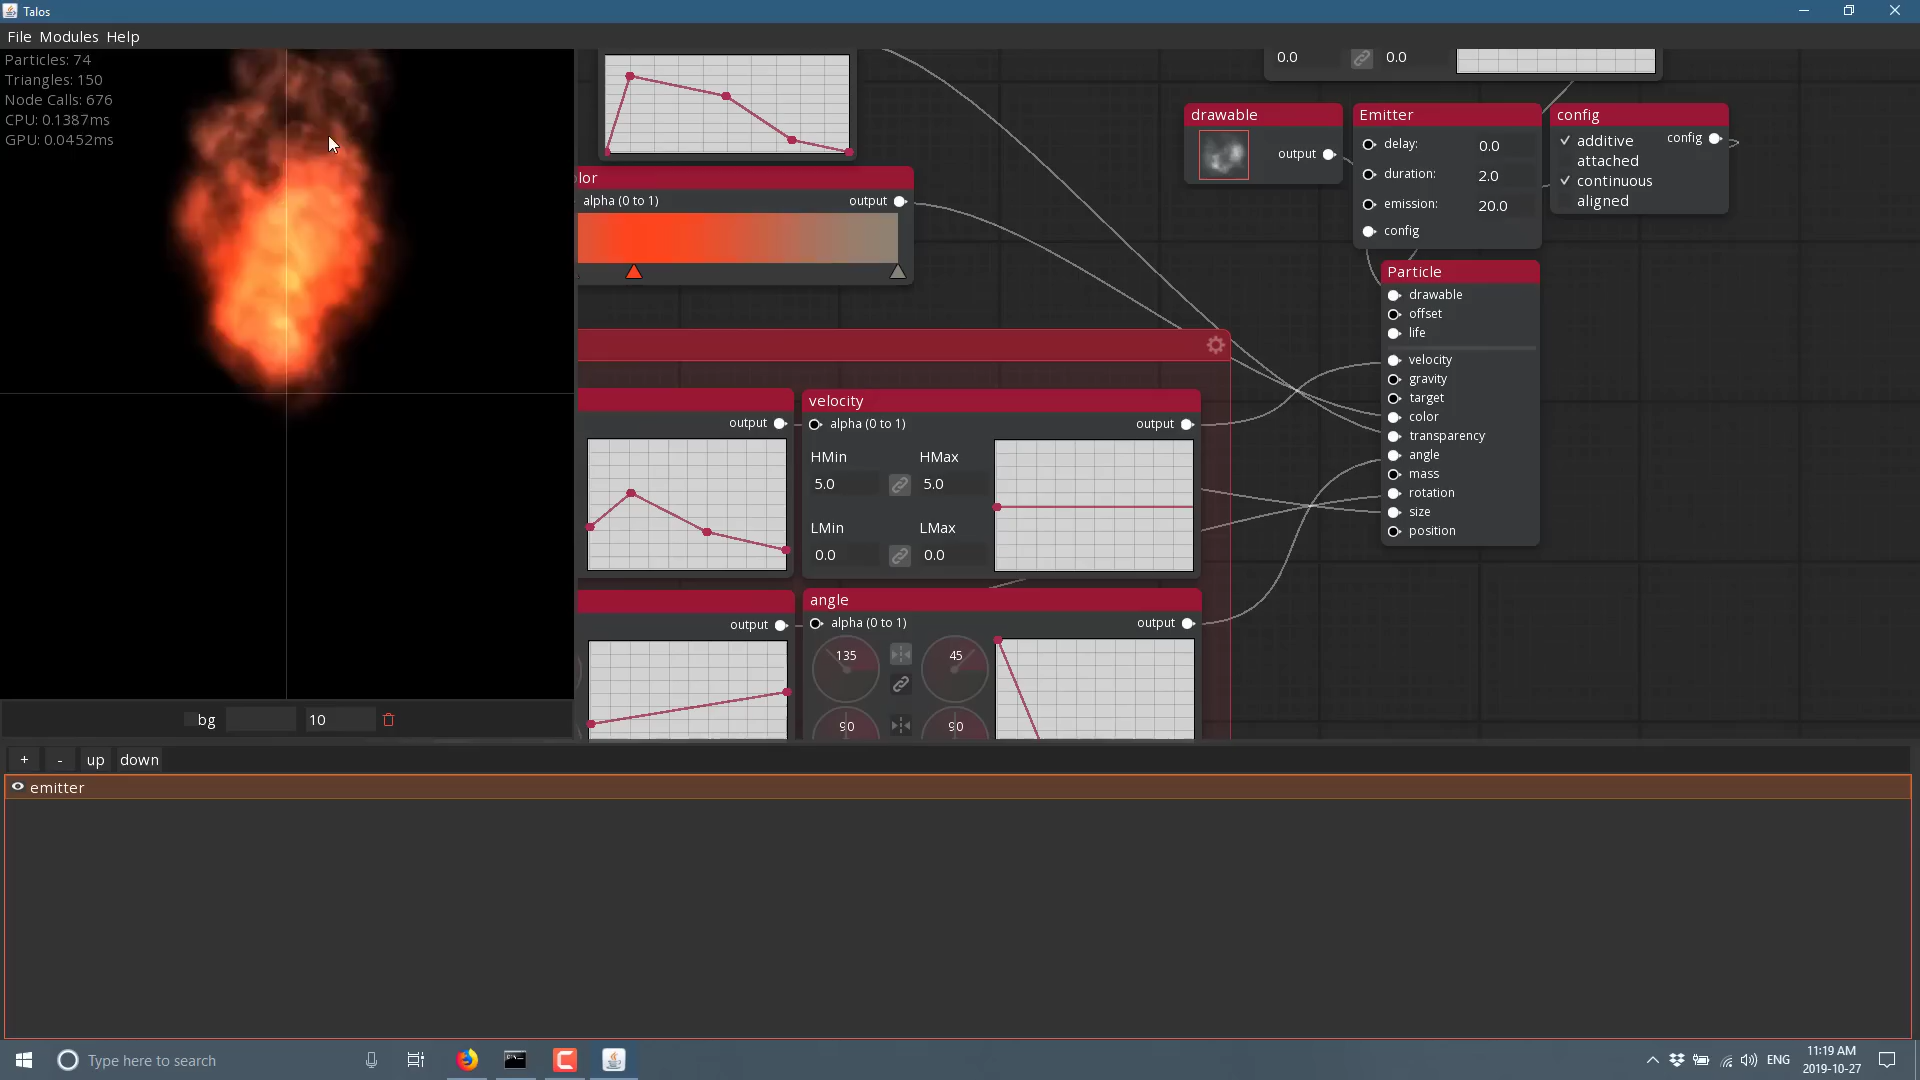 Talos
File Modules Help
Particles: 74
Triangles: 150
Node Calls: 676
CPU: 0.1387ms
GPU: 0.0452ms
0.0 0.0
drawable
output
Emitter
delay: 0.0
duration: 2.0
emission: 20.0
config
config
additive
attached
continuous
aligned
config
lor
alpha (0 to 1) output
Particle
drawable
offset
life
velocity
gravity
target
color
transparency
angle
mass
rotation
size
position
output
velocity
alpha (0 to 1) output
HMin HMax
5.0 5.0
LMin LMax
0.0 0.0
output
angle
alpha (0 to 1) output
135 45
90 90
bg 10
+ - up down
emitter
Type here to search
ENG
11:19 AM
2019-10-27